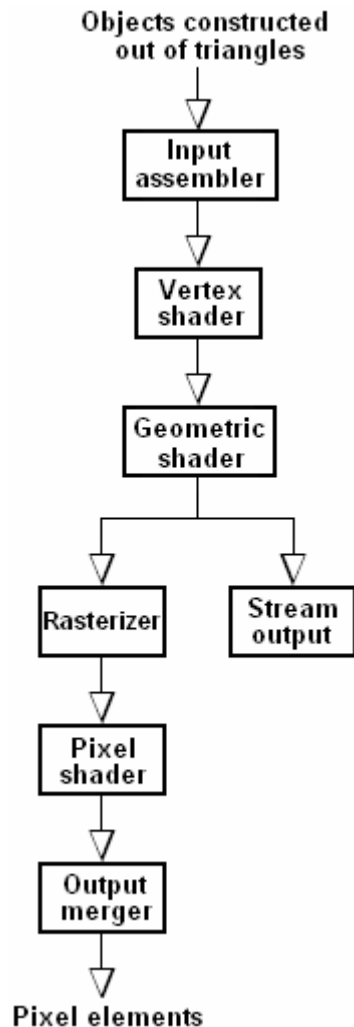 Objects constructed
out of triangles
Input
assembler
Vertex
shader
Geometric
shader
Rasterizer
Stream
output
Pixel
shader
Output
merger
Pixel elements